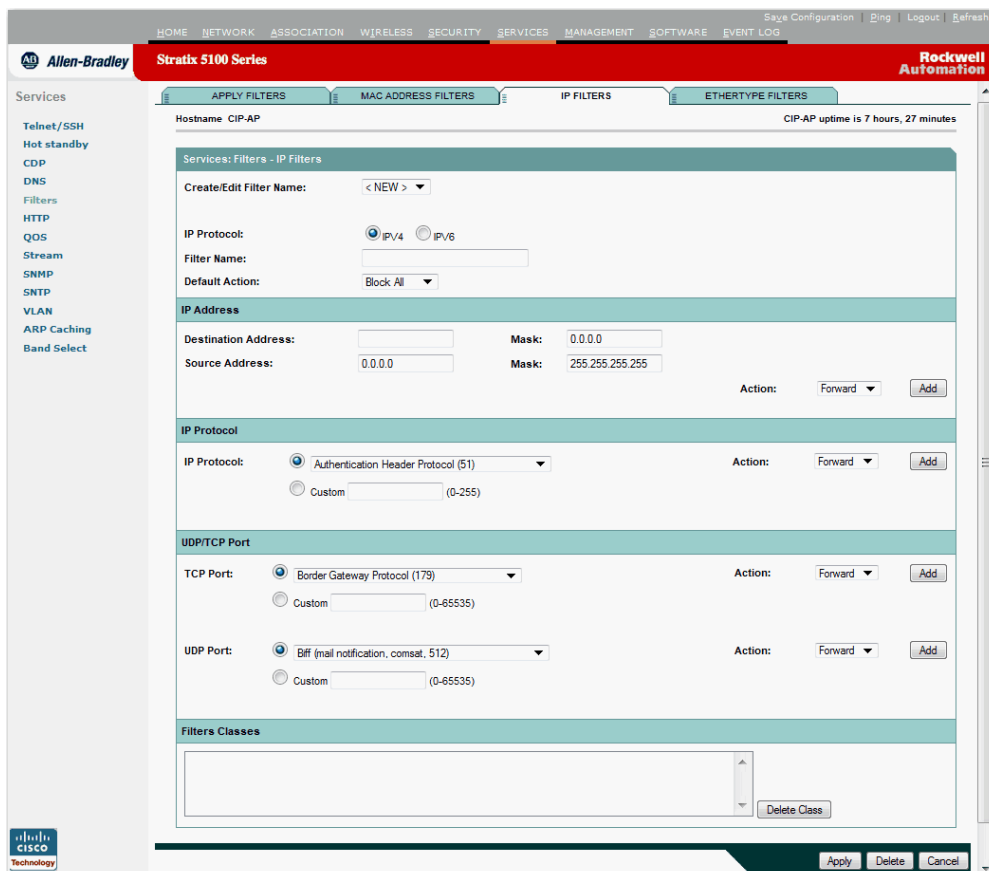 Save Configuration | Ping | Logout | Refresh
HOME NETWORK ASSOCIATION WIRELESS SECURITY SERVICES MANAGEMENT SOFTWARE EVENT LOG
AB Allen-Bradley
Stratix 5100 Series
Rockwell
Automation
Services
Telnet/SSH
Hot standby
CDP
DNS
Filters
HTTP
QOS
Stream
SNMP
SNTP
VLAN
ARP Caching
Band Select
APPLY FILTERS MAC ADDRESS FILTERS IP FILTERS ETHERTYPE FILTERS
Hostname CIP-AP CIP-AP uptime is 7 hours, 27 minutes
Services: Filters - IP Filters
Create/Edit Filter Name: < NEW >
IP Protocol: IPV4 IPV6
Filter Name:
Default Action: Block All
IP Address
Destination Address: Mask: 0.0.0.0
Source Address: 0.0.0.0 Mask: 255.255.255.255
Action: Forward Add
IP Protocol
IP Protocol: Authentication Header Protocol (51) Action: Forward Add
Custom (0-255)
UDP/TCP Port
TCP Port: Border Gateway Protocol (179) Action: Forward Add
Custom (0-65535)
UDP Port: Biff (mail notification, comsat, 512) Action: Forward Add
Custom (0-65535)
Filters Classes
Delete Class
Apply Delete Cancel
CISCO
Technology